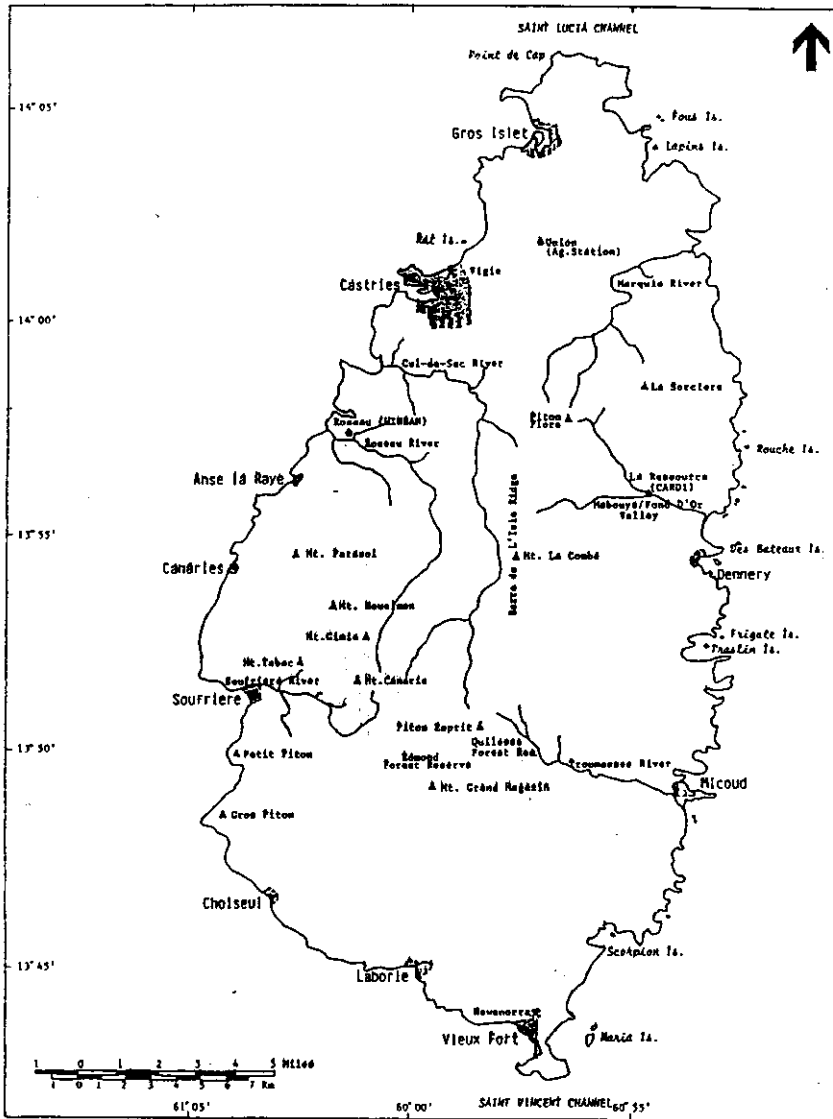 SAINT LUCIA CHANNEL
Point de Cap
14°05'
Fous Is.
Gros Islet
Lapins Is.
Rat Is.
Union
(Ag.Station)
Vigie
Castries
Marquis River
14°00'
Cul-de-Sac River
La Sorciere
Piton
Flore
Roseau (WINBAN)
Roseau River
Rouche Is.
Anse la Raye
La Ressource
(CARDI)
Mabouya/Fond D'Or
Valley
13°55'
Barre de L'Isle Ridge
Des Bateaux Is.
Mt. Parasol
Mt. La Combe
Canaries
Dennery
Mt. Houelmon
Frigate Is.
Mt.Gimie
Praslin Is.
Mt.Tabac
Soufriere River
Mt.Canarie
Soufriere
Piton Esprit
Quilesse
Forest Res.
13°50'
Petit Piton
Edmond
Forest Reserve
Troumassee River
Micoud
Mt. Grand Magasin
Gros Piton
Choiseul
Scorpion Is.
13°45'
Laborie
Hewanorra
Vieux Fort
Maria Is.
1 0 1 2 3 4 5 Miles
1 0 1 2 3 4 5 6 7 Km
61°05'
60°00'
SAINT VINCENT CHANNEL
60°55'